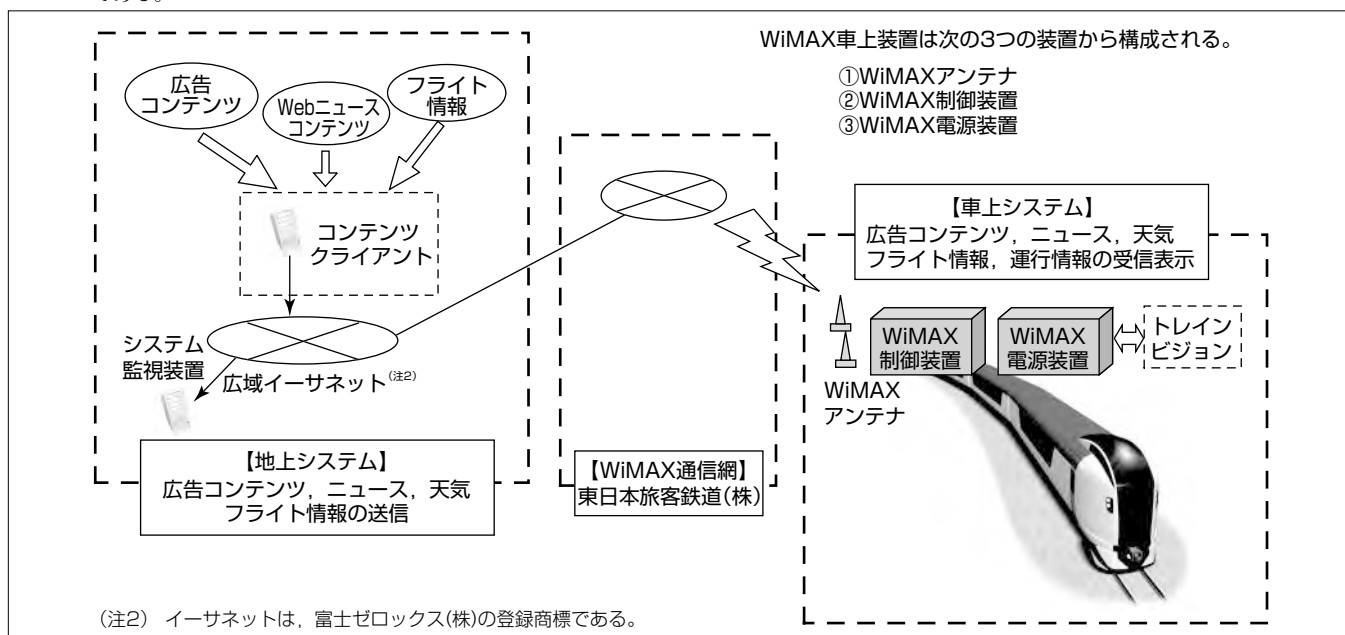 WiMAX車上装置は次の3つの装置から構成される。
①WiMAXアンテナ
②WiMAX制御装置
③WiMAX電源装置
広告
コンテンツ
Webニュース
コンテンツ
フライト
情報
コンテンツ
クライアント
システム
監視装置
広域イーサネット(注2)
【地上システム】
広告コンテンツ，ニュース，天気
フライト情報の送信
【WiMAX通信網】
東日本旅客鉄道(株)
【車上システム】
広告コンテンツ，ニュース，天気
フライト情報，運行情報の受信表示
WiMAX
制御装置
WiMAX
電源装置
トレイン
ビジョン
WiMAX
アンテナ
(注2) イーサネットは，富士ゼロックス(株)の登録商標である。